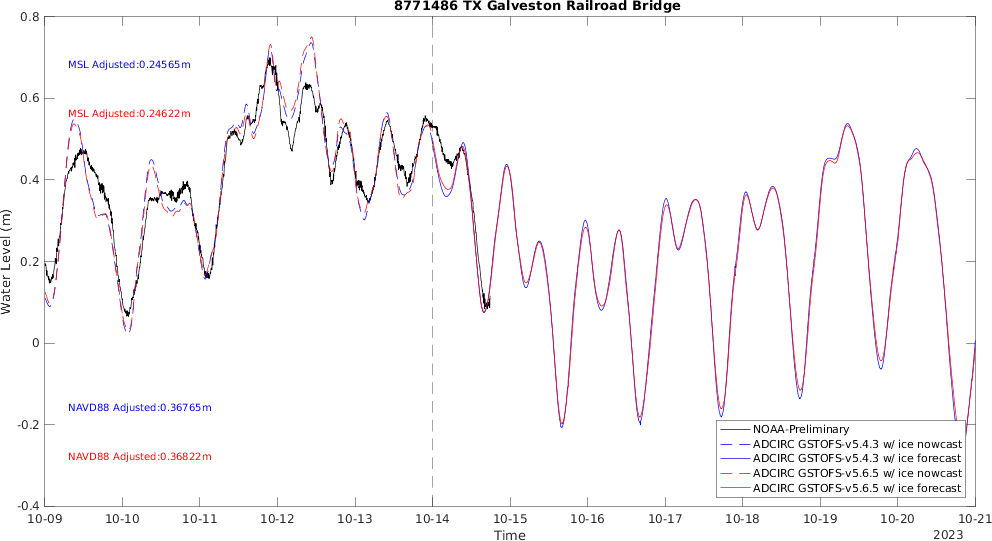 8771486 TX Galveston Railroad Bridge
0.8
0.6
0.4
0.2
0
-0.2
-0.4
Water Level (m)
MSL Adjusted:0.24565m
MSL Adjusted:0.24622m
NAVD88 Adjusted:0.36765m
NAVD88 Adjusted:0.36822m
NOAA-Preliminary
ADCIRC GSTOFS-v5.4.3 w/ ice nowcast
ADCIRC GSTOFS-v5.4.3 w/ ice forecast
ADCIRC GSTOFS-v5.6.5 w/ ice nowcast
ADCIRC GSTOFS-v5.6.5 w/ ice forecast
10-09 10-10 10-11 10-12 10-13 10-14 10-15 10-16 10-17 10-18 10-19 10-20 10-21
Time
2023